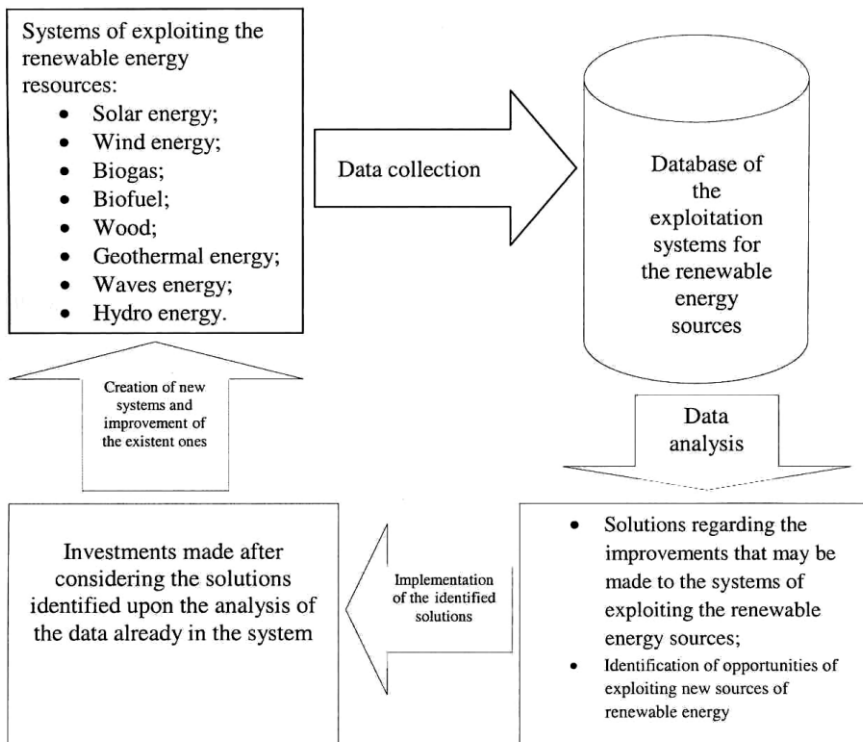 Systems of exploiting the
renewable energy
resources:
• Solar energy;
• Wind energy;
• Biogas;
• Biofuel;
• Wood;
• Geothermal energy;
• Waves energy;
• Hydro energy.
Data collection
Database of
the
exploitation
systems for
the renewable
energy
sources
Data
analysis
• Solutions regarding the
improvements that may be
made to the systems of
exploiting the renewable
energy sources;
• Identification of opportunities of
exploiting new sources of
renewable energy
Implementation
of the identified
solutions
Investments made after
considering the solutions
identified upon the analysis of
the data already in the system
Creation of new
systems and
improvement of
the existent ones